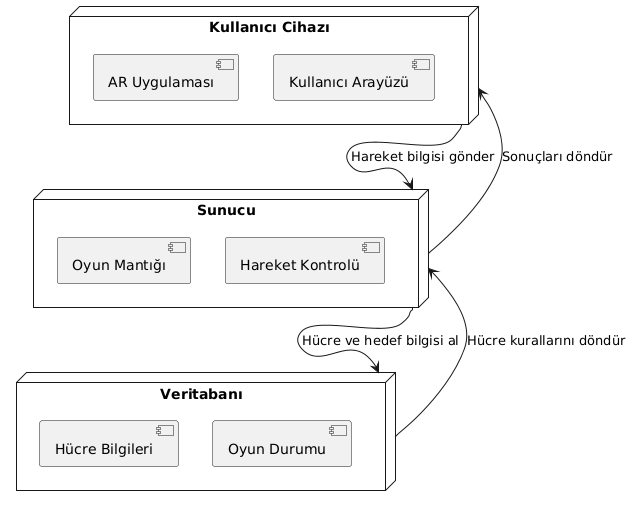 Kullanıcı Cihazı
AR Uygulaması
Kullanıcı Arayüzü
Hareket bilgisi gönder
Sonuçları döndür
Sunucu
Oyun Mantığı
Hareket Kontrolü
Hücre ve hedef bilgisi al
Hücre kurallarını döndür
Veritabanı
Hücre Bilgileri
Oyun Durumu